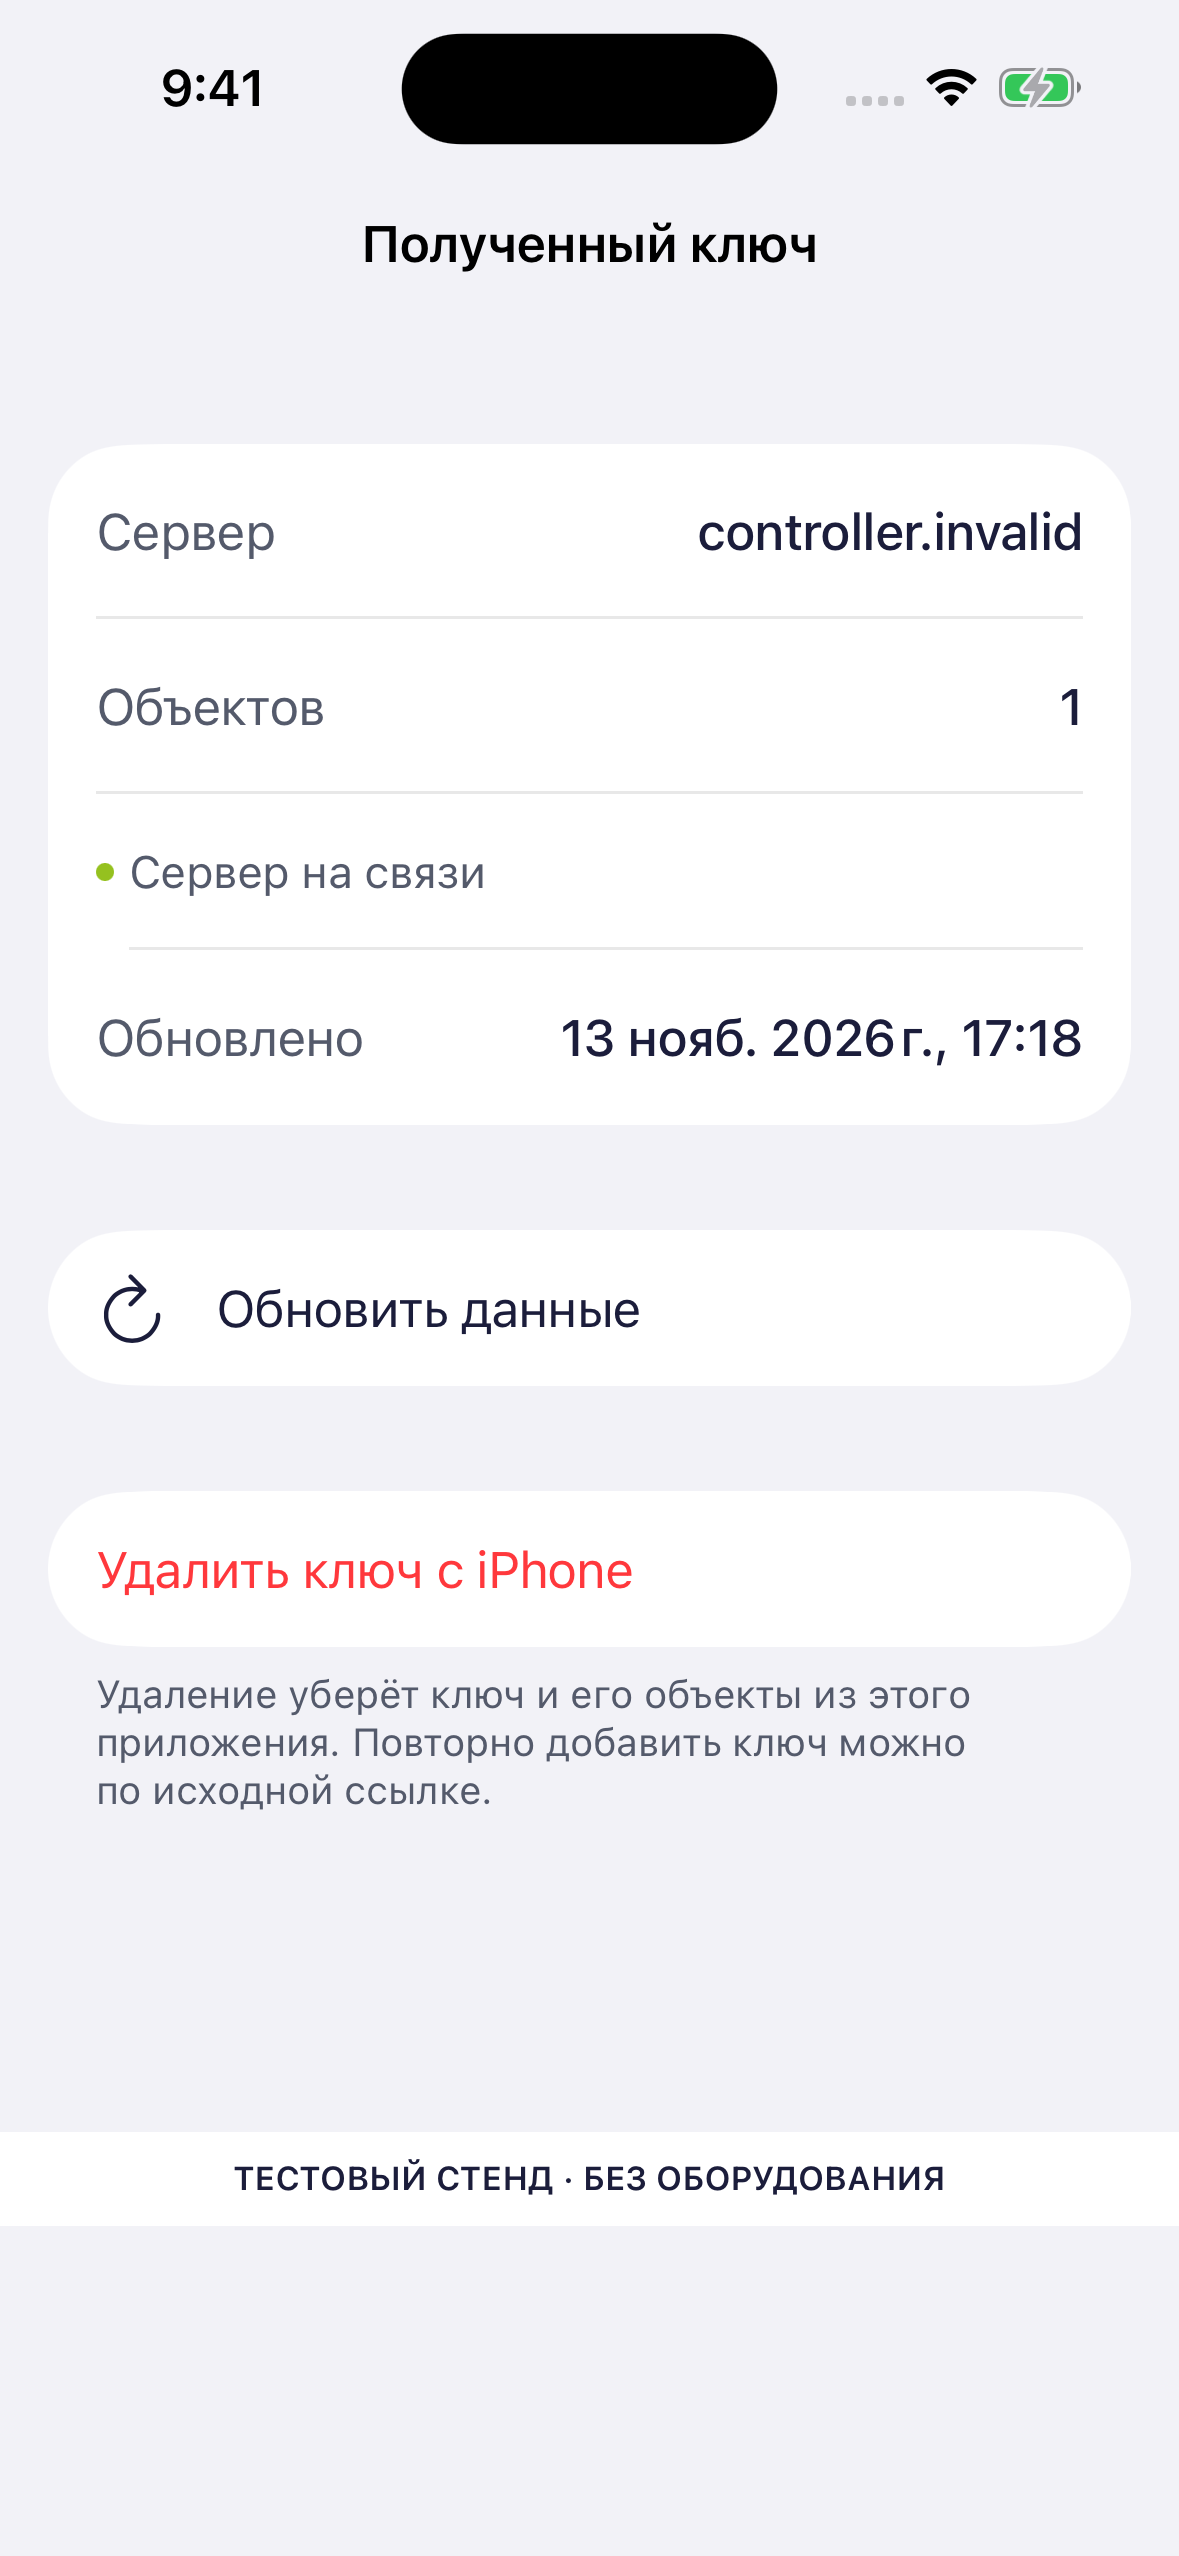 9:41
Полученный ключ
Сервер controller.invalid
Объектов 1
Сервер на связи
Обновлено 13 нояб. 2026 г., 17:18
Обновить данные
Удалить ключ с iPhone
Удаление уберёт ключ и его объекты из этого
приложения. Повторно добавить ключ можно
по исходной ссылке.
ТЕСТОВЫЙ СТЕНД · БЕЗ ОБОРУДОВАНИЯ